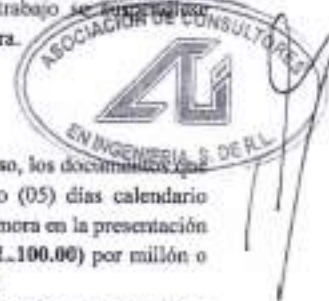 trabajo se
ra.
ASOCIACIÓN DE CONSULTORES
EN INGENIERIA S. DE R.L.
so, los documentos que
o (05) días calendario
mora en la presentación
L.100.00) por millón o